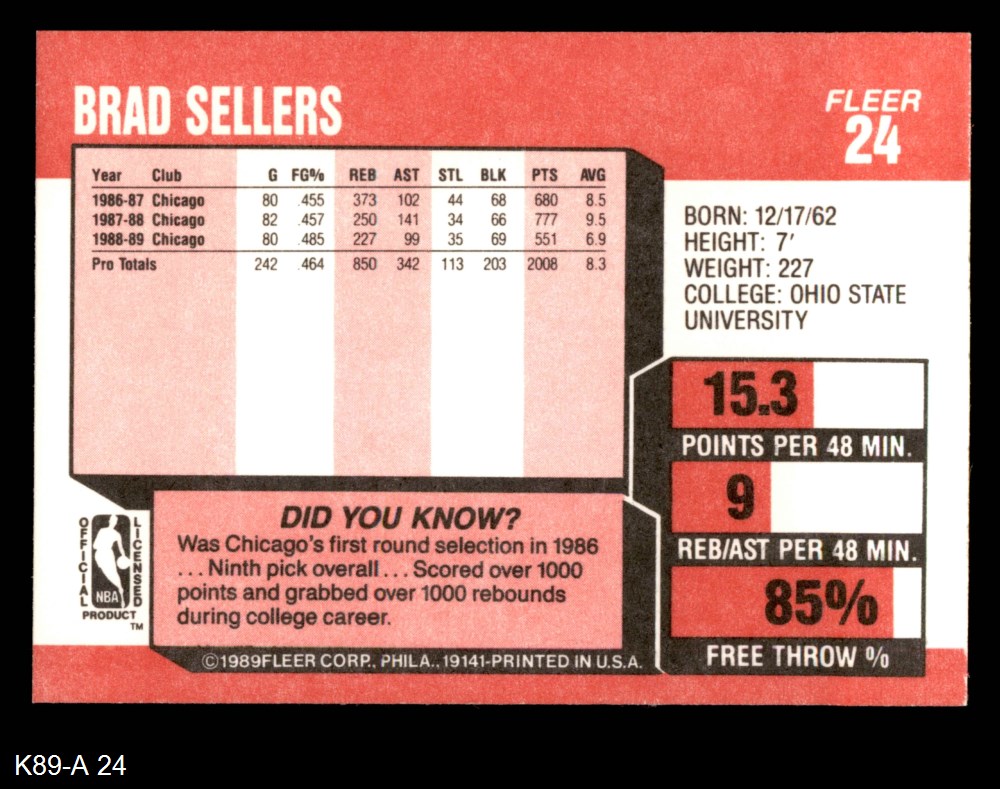 BRAD SELLERS
FLEER
24
Year Club G FG% REB AST STL BLK PTS AVG
1986-87 Chicago 80 .455 373 102 44 68 680 8.5
1987-88 Chicago 82 .457 250 141 34 66 777 9.5
1988-89 Chicago 80 .485 227 99 35 69 551 6.9
Pro Totals 242 .464 850 342 113 203 2008 8.3
BORN: 12/17/62
HEIGHT: 7'
WEIGHT: 227
COLLEGE: OHIO STATE
UNIVERSITY
15.3
POINTS PER 48 MIN.
9
REB/AST PER 48 MIN.
85%
FREE THROW %
OFFICIAL LICENSED
NBA
PRODUCT
TM
DID YOU KNOW?
Was Chicago's first round selection in 1986
...Ninth pick overall...Scored over 1000
points and grabbed over 1000 rebounds
during college career.
©1989FLEER CORP., PHILA., 19141-PRINTED IN U.S.A.
K89-A 24